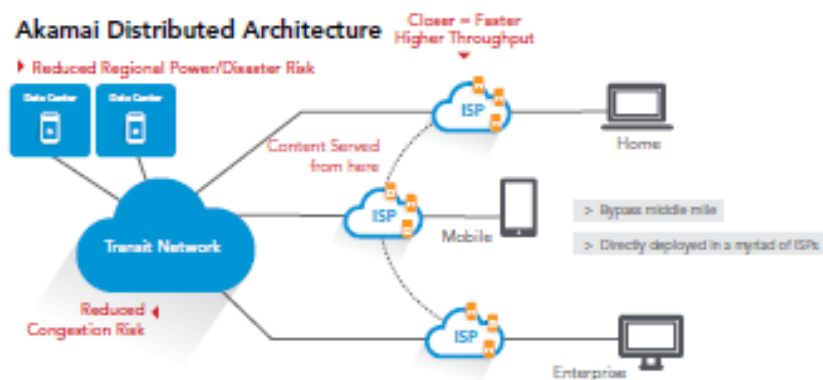 Akamai Distributed Architecture
Closer = Faster
Higher Throughput
Reduced Regional Power/Disaster Risk
Data Center
Data Center
ISP
Home
Content Served
from here
ISP
Mobile
> Bypass middle mile
> Directly deployed in a myriad of ISPs
Transit Network
Reduced
Congestion Risk
ISP
Enterprise